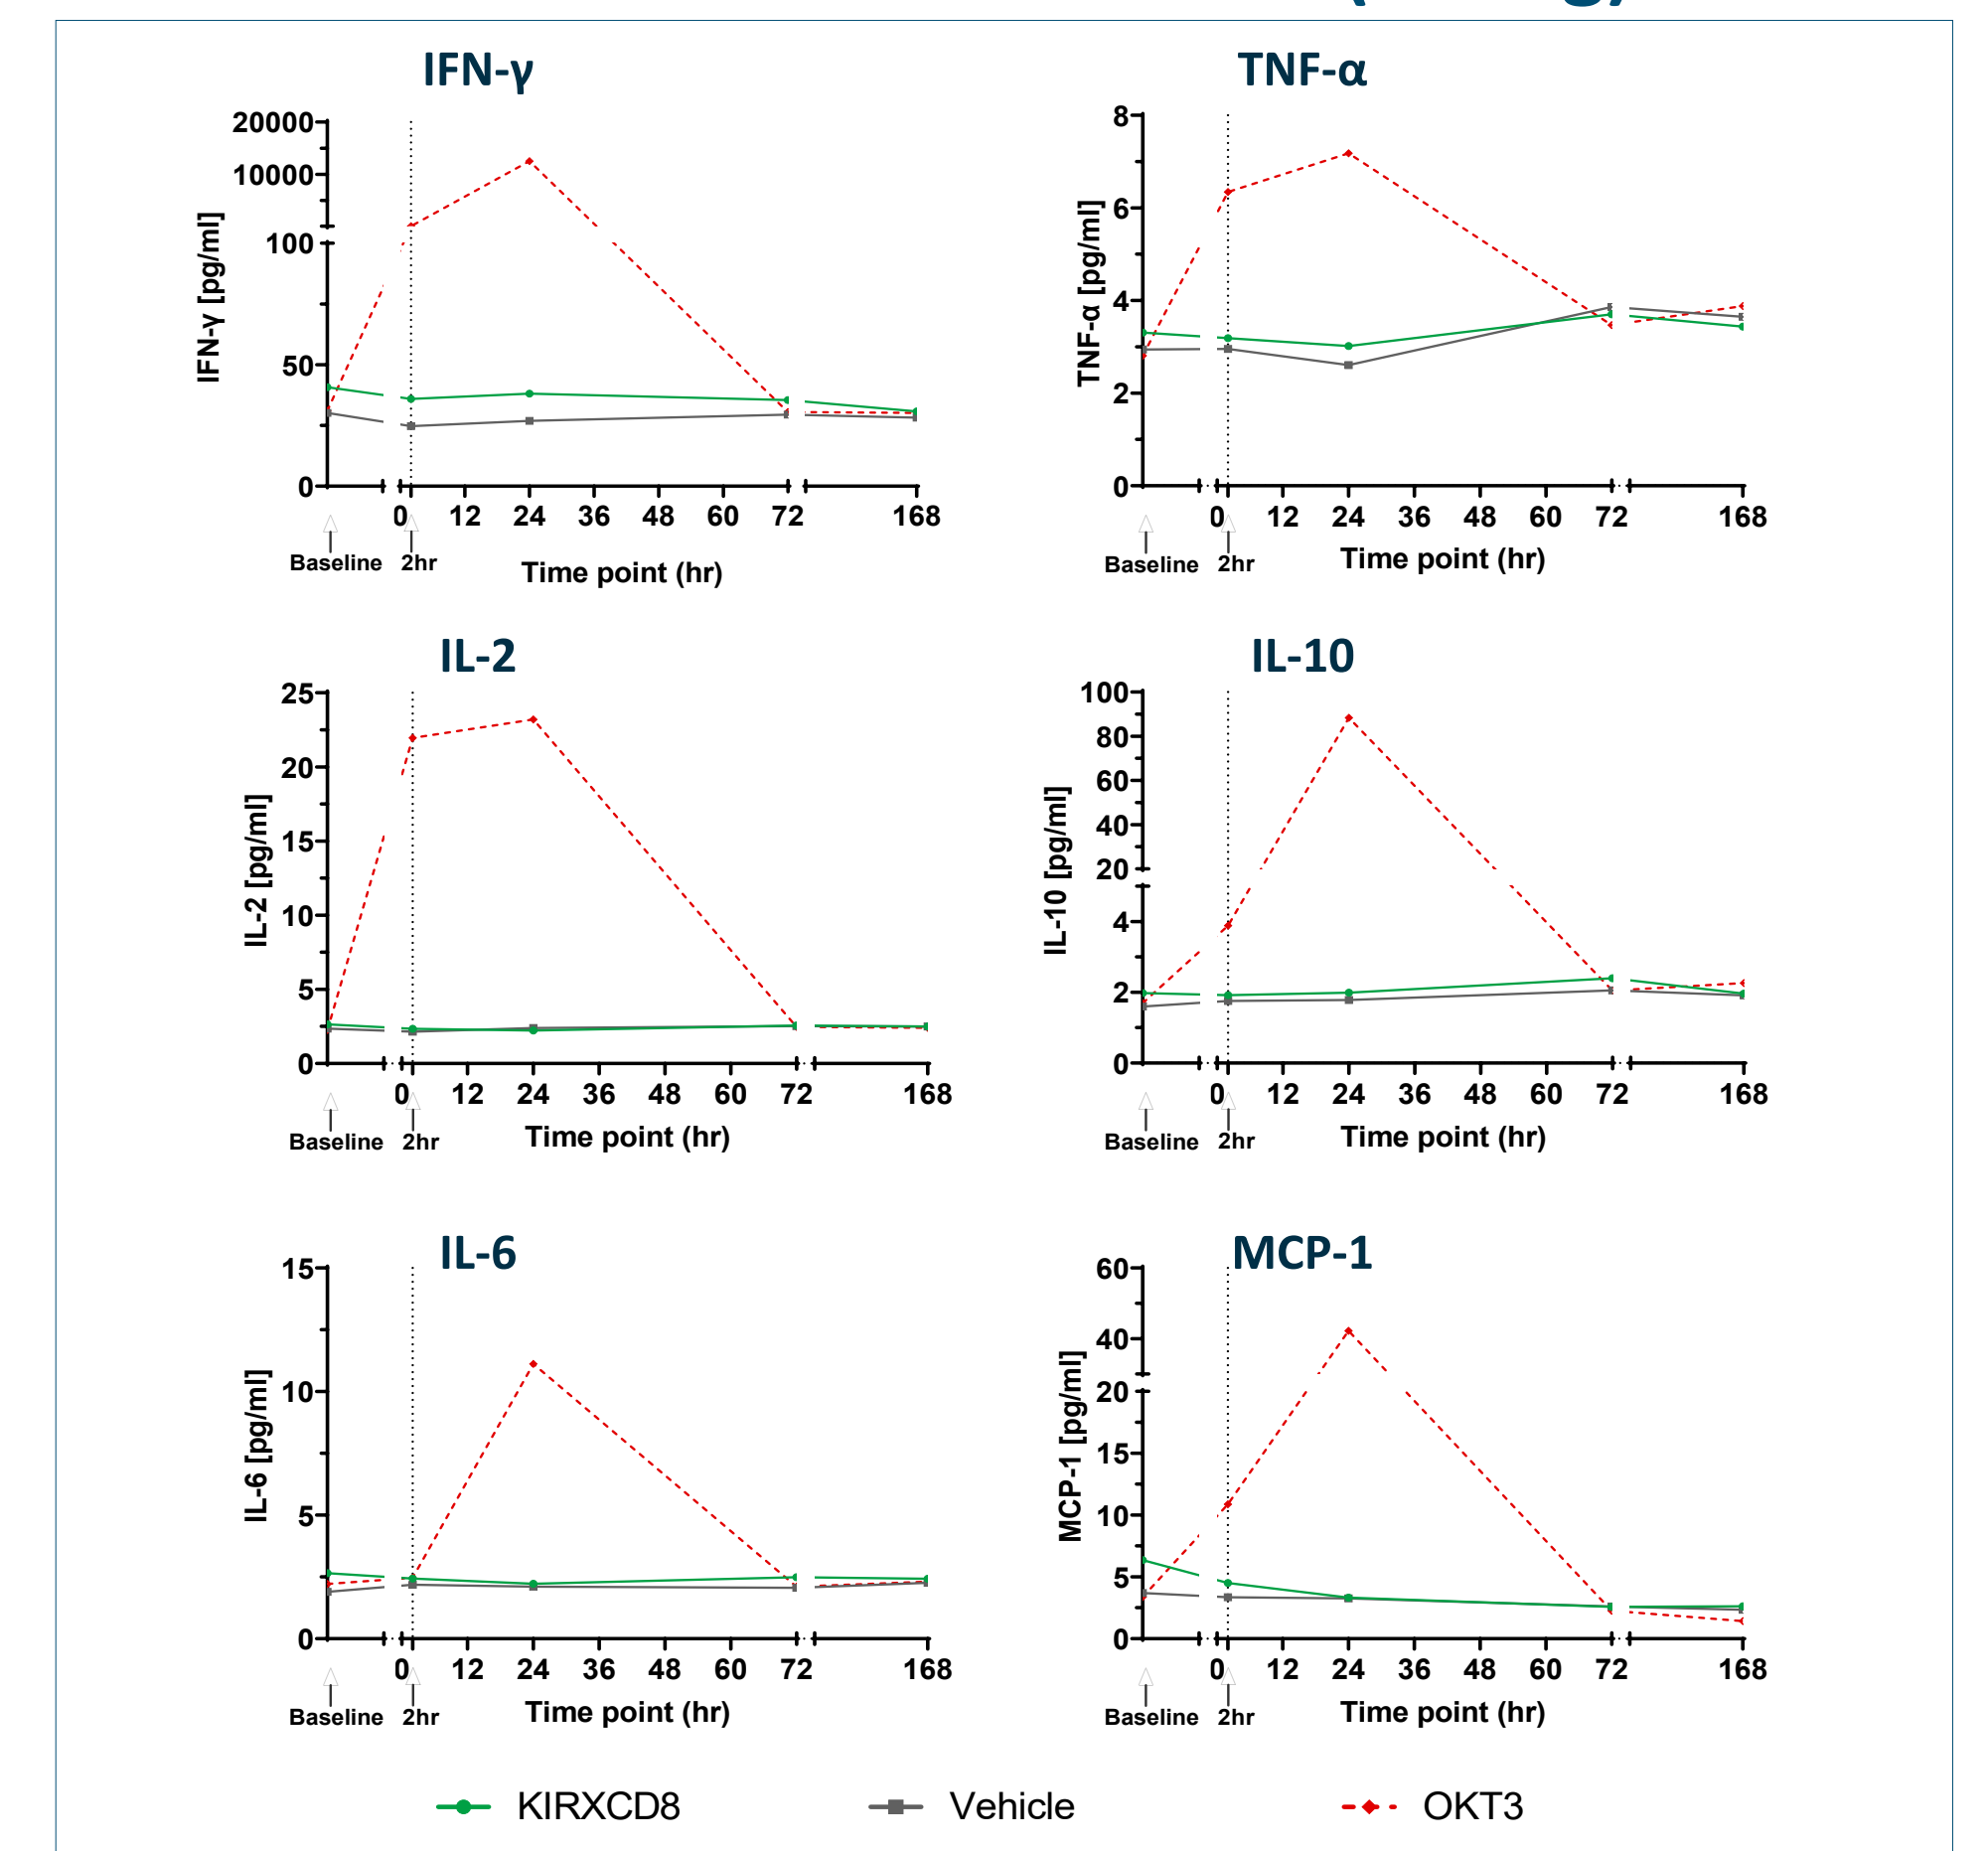 IFN-γ
20000
10000
100
50
0
IFN-γ [pg/ml]
0 12 24 36 48 60 72 168
Baseline 2hr
Time point (hr)
TNF-α
8
6
4
2
0
TNF-α [pg/ml]
0 12 24 36 48 60 72 168
Baseline 2hr
Time point (hr)
IL-2
25
20
15
10
5
0
IL-2 [pg/ml]
0 12 24 36 48 60 72 168
Baseline 2hr
Time point (hr)
IL-10
100
80
60
40
20
4
2
0
IL-10 [pg/ml]
0 12 24 36 48 60 72 168
Baseline 2hr
Time point (hr)
IL-6
15
10
5
0
IL-6 [pg/ml]
0 12 24 36 48 60 72 168
Baseline 2hr
Time point (hr)
MCP-1
60
40
20
15
10
5
0
MCP-1 [pg/ml]
0 12 24 36 48 60 72 168
Baseline 2hr
Time point (hr)
KIRXCD8 Vehicle OKT3